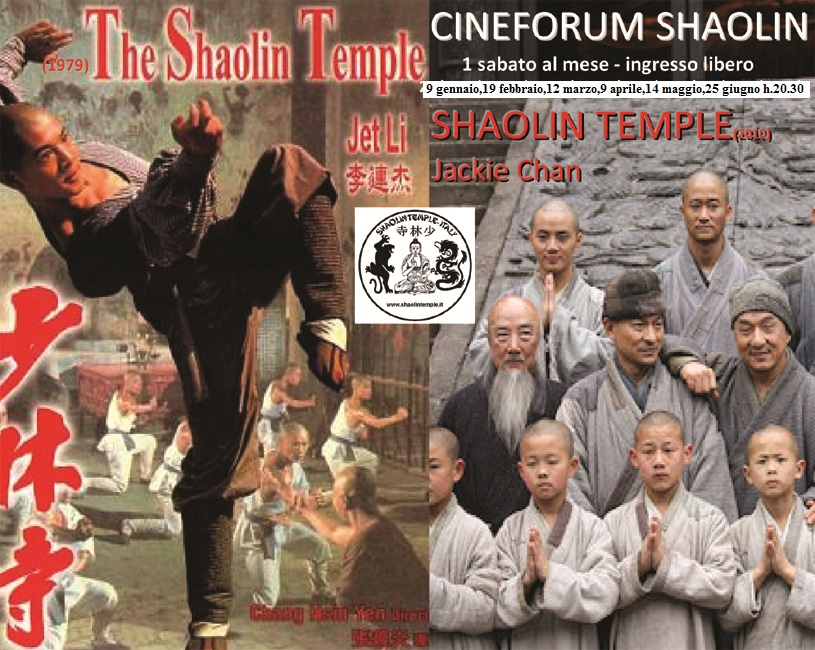 (1979) The Shaolin Temple
Jet Li
李連杰
少林寺
Chang Hsin Yen Direct
張鑫炎
CINEFORUM SHAOLIN
1 sabato al mese - ingresso libero
9 gennaio,19 febbraio,12 marzo,9 aprile,14 maggio,25 giugno h.20.30
SHAOLIN TEMPLE(2010)
Jackie Chan
SHAOLINTEMPLE-ITALY
寺林少
www.shaolintemple.it